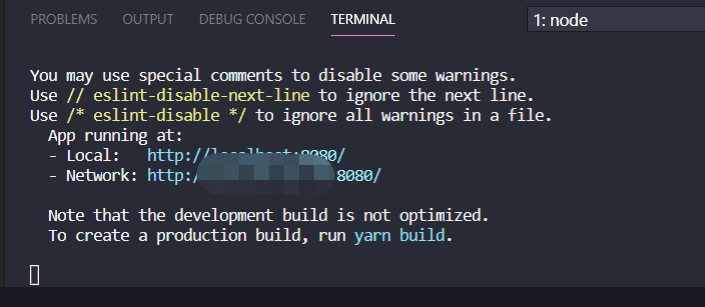 PROBLEMS OUTPUT DEBUG CONSOLE TERMINAL 1: node
You may use special comments to disable some warnings.
Use // eslint-disable-next-line to ignore the next line.
Use /* eslint-disable */ to ignore all warnings in a file.
App running at:
- Local: http://localhost:8080/
- Network: http:/ 8080/
Note that the development build is not optimized.
To create a production build, run yarn build.